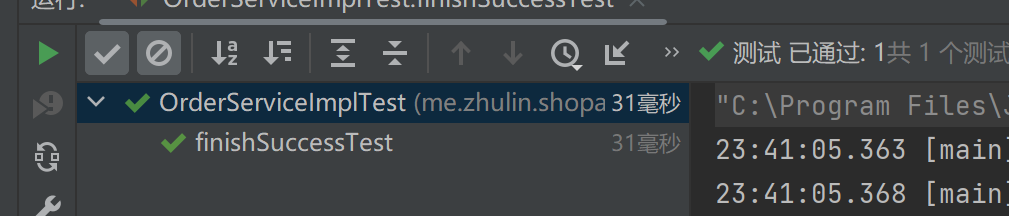 运行: OrderServiceImplTest.finishSuccessTest ×
测试 已通过: 1共 1 个测试
OrderServiceImplTest (me.zhulin.shopa 31毫秒
finishSuccessTest 31毫秒
"C:\Program Files\J
23:41:05.363 [main]
23:41:05.368 [main]